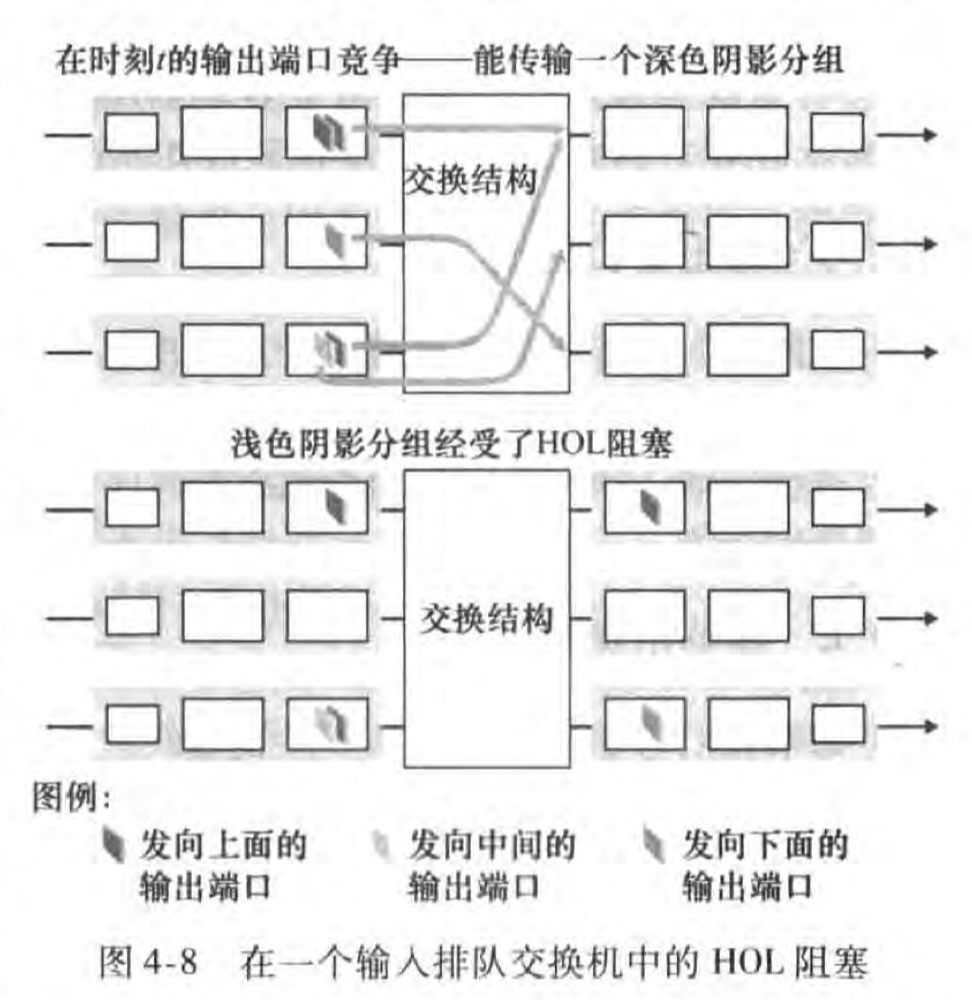 在时刻t的输出端口竞争——能传输一个深色阴影分组
交换结构
浅色阴影分组经受了HOL阻塞
交换结构
图例:
发向上面的
输出端口
发向中间的
输出端口
发向下面的
输出端口
图 4-8 在一个输入排队交换机中的 HOL 阻塞